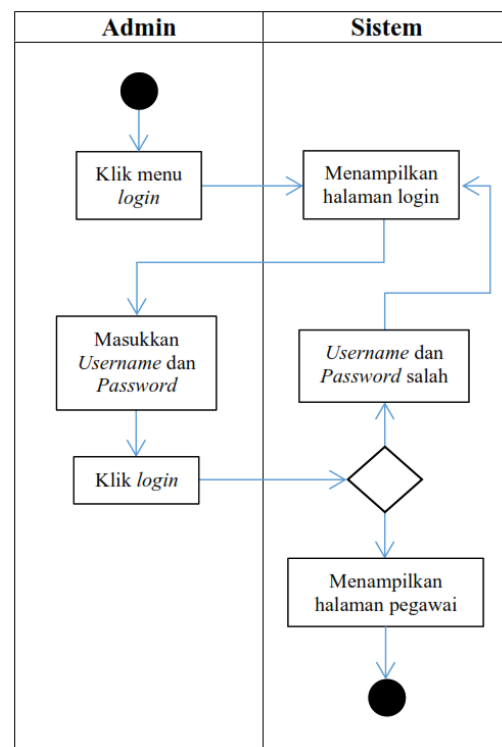 Admin
Sistem
Klik menu
login
Menampilkan
halaman login
Masukkan
Username dan
Password
Username dan
Password salah
Klik login
Menampilkan
halaman pegawai